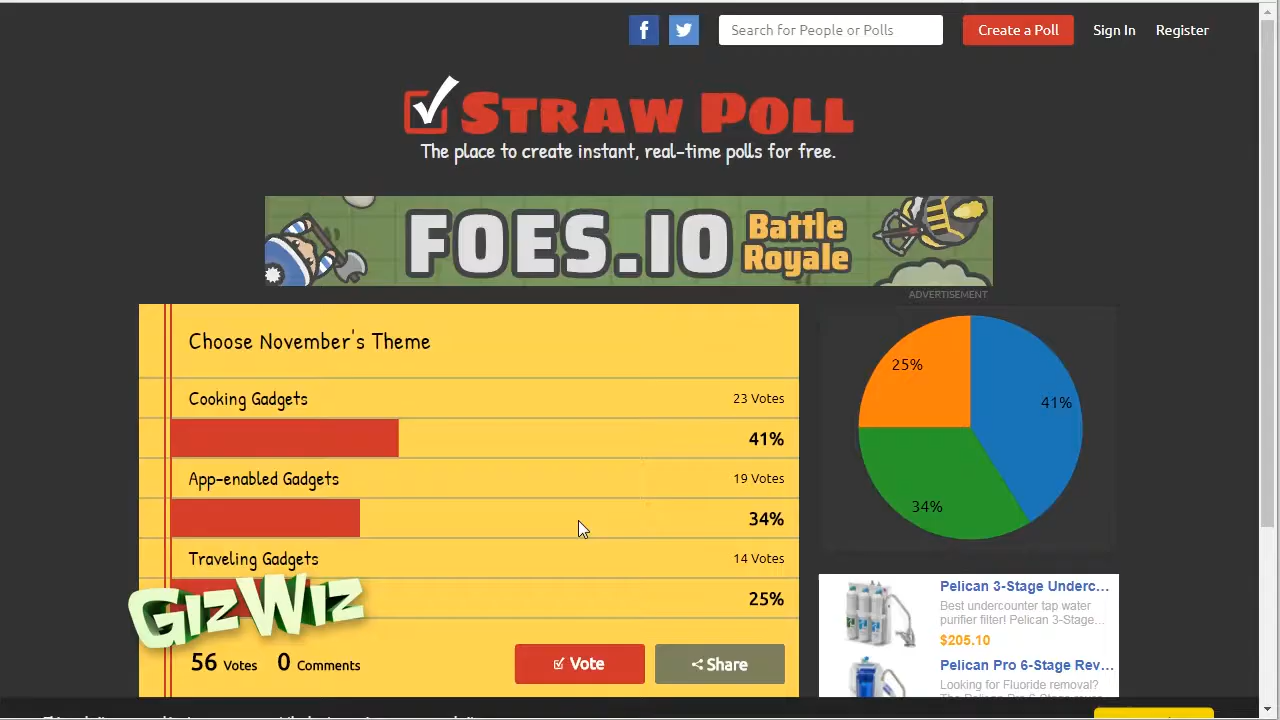 f
Search for People or Polls
Create a Poll
Sign In
Register
STRAW POLL
The place to create instant, real-time polls for free.
FOES.IO
Battle
Royale
ADVERTISEMENT
Choose November's Theme
Cooking Gadgets
23 Votes
41%
App-enabled Gadgets
19 Votes
34%
Traveling Gadgets
14 Votes
25%
GizWiz
56 Votes
0 Comments
Vote
Share
25%
41%
34%
Pelican 3-Stage Underc...
Best undercounter tap water
purifier filter! Pelican 3-Stage...
$205.10
Pelican Pro 6-Stage Rev...
Looking for Fluoride removal?